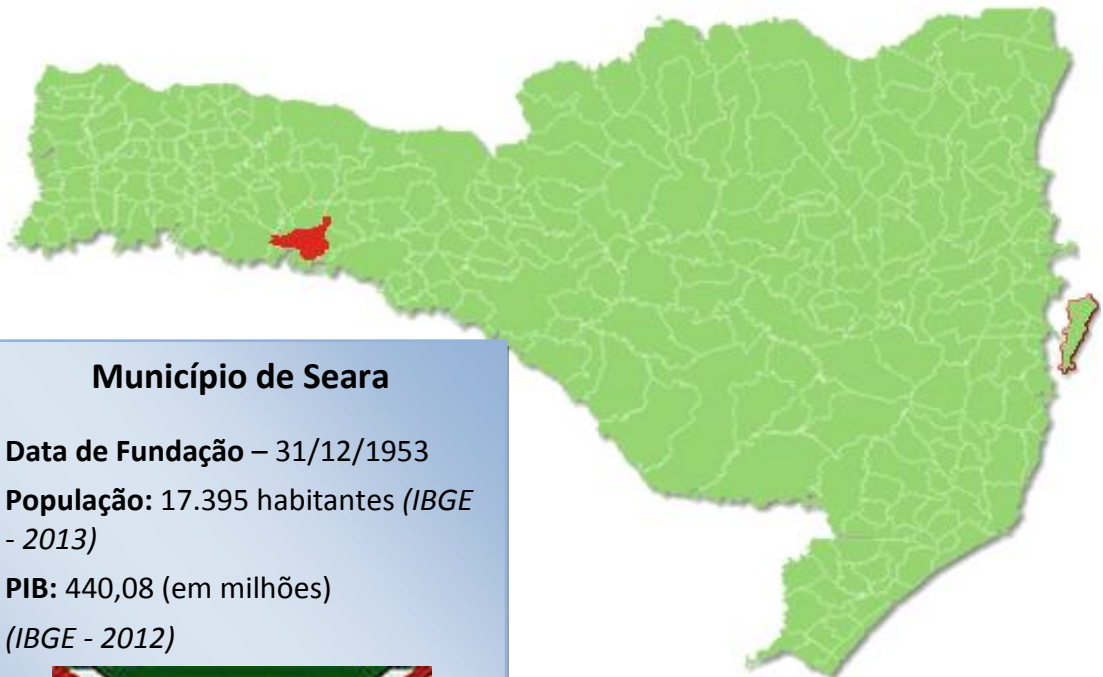 Município de Seara
Data de Fundação – 31/12/1953
População: 17.395 habitantes (IBGE
- 2013)
PIB: 440,08 (em milhões)
(IBGE - 2012)